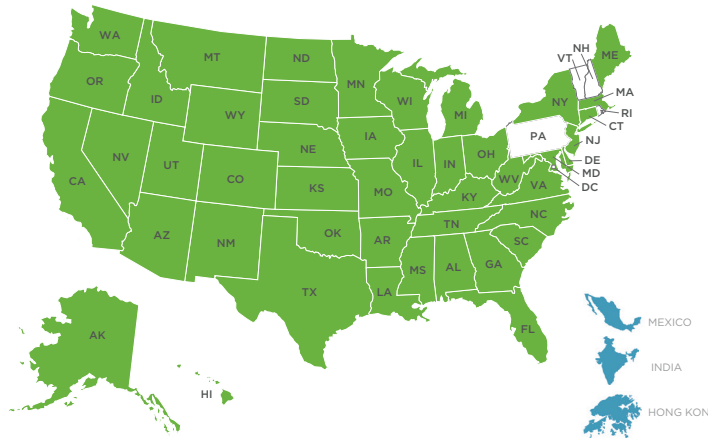 WA
MT
ND
MN
VT
NH
ME
OR
ID
SD
WI
MI
NY
MA
WY
RI
CT
NV
UT
CO
NE
IA
IL
IN
OH
PA
NJ
DE
MD
DC
CA
KS
MO
KY
WV
VA
AZ
NM
OK
AR
TN
NC
SC
TX
LA
MS
AL
GA
FL
AK
HI
MEXICO
INDIA
HONG KON